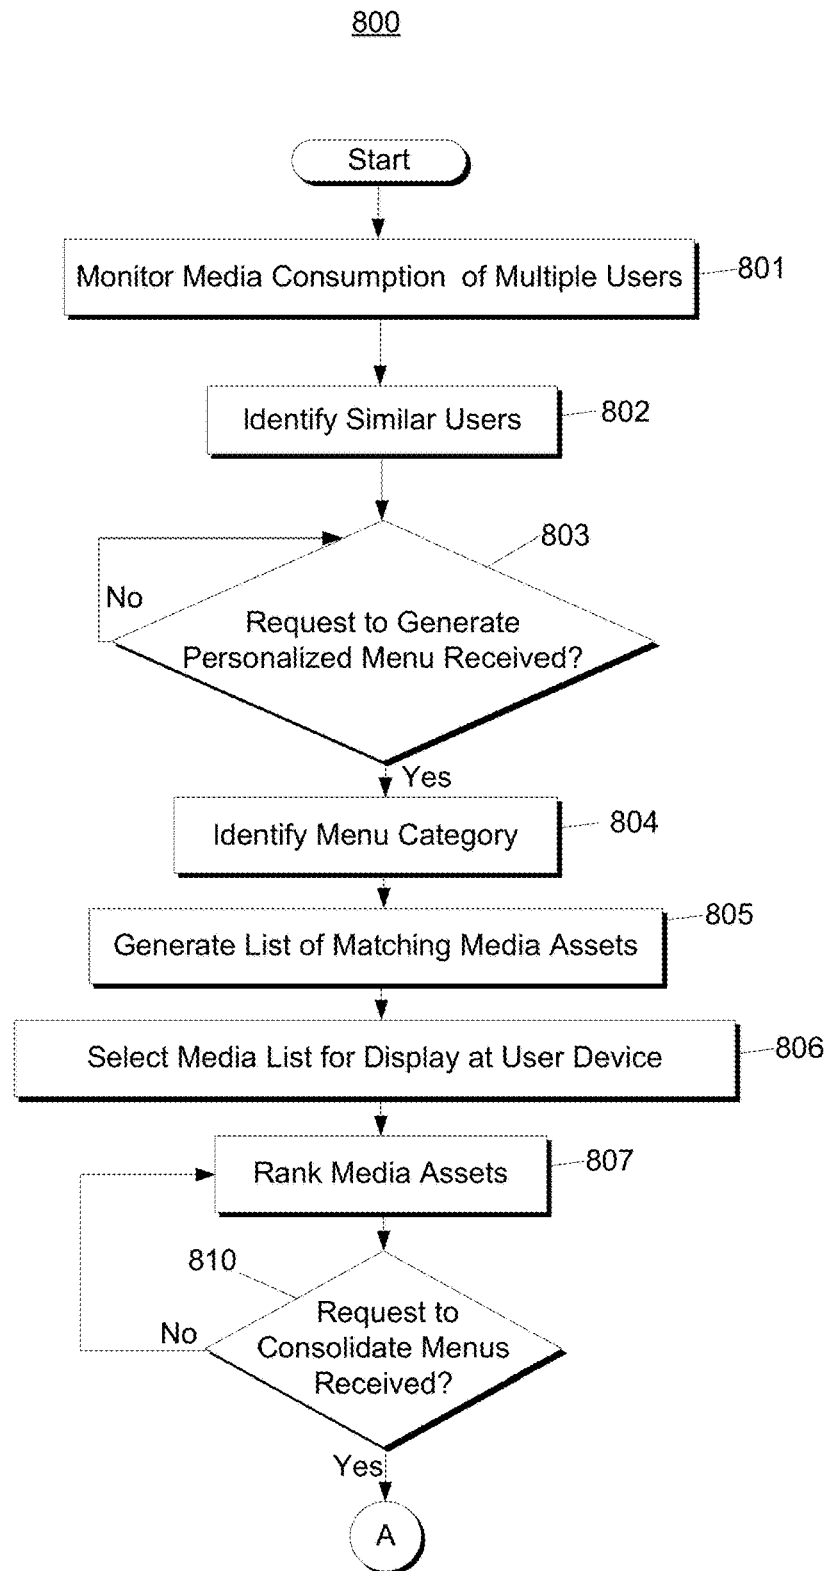 800
Start
Monitor Media Consumption of Multiple Users
801
Identify Similar Users
802
803
No
Request to Generate
Personalized Menu Received?
Yes
Identify Menu Category
804
Generate List of Matching Media Assets
805
Select Media List for Display at User Device
806
Rank Media Assets
807
810
No
Request to
Consolidate Menus
Received?
Yes
A